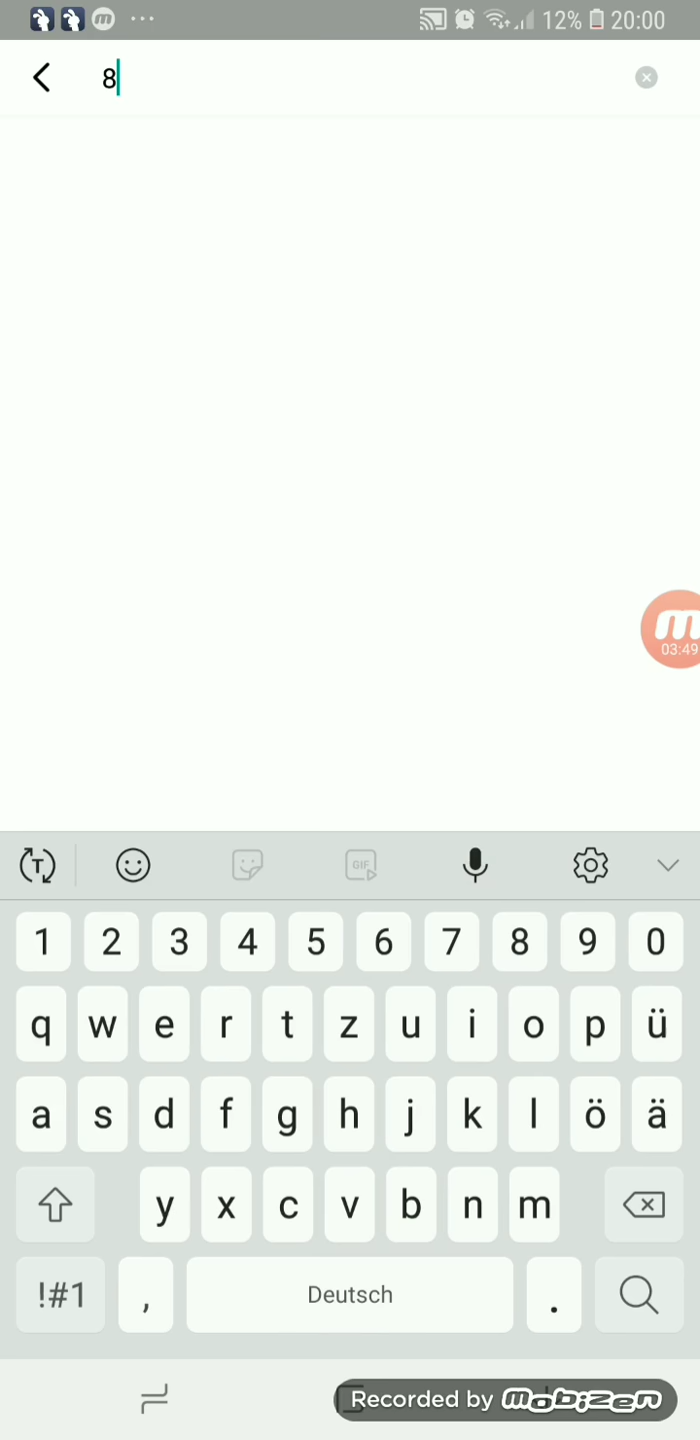 12% 20:00
8
03:49
T GIF
1 2 3 4 5 6 7 8 9 0
q w e r t z u i o p ü
a s d f g h j k l ö ä
y x c v b n m
!#1 , Deutsch .
Recorded by mobizen